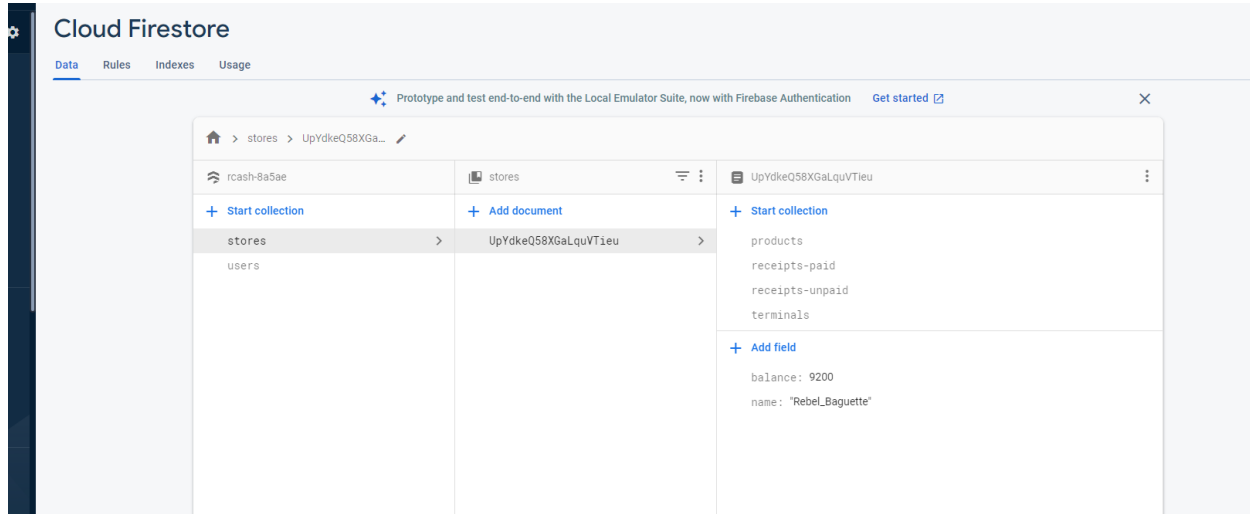 Cloud Firestore
Data Rules Indexes Usage
Prototype and test end-to-end with the Local Emulator Suite, now with Firebase Authentication Get started
stores > UpYdkeQ58XGa...
rcash-8a5ae
Start collection
stores
users
stores
Add document
UpYdkeQ58XGaLquVTieu
UpYdkeQ58XGaLquVTieu
Start collection
products
receipts-paid
receipts-unpaid
terminals
Add field
balance: 9200
name: "Rebel_Baguette"